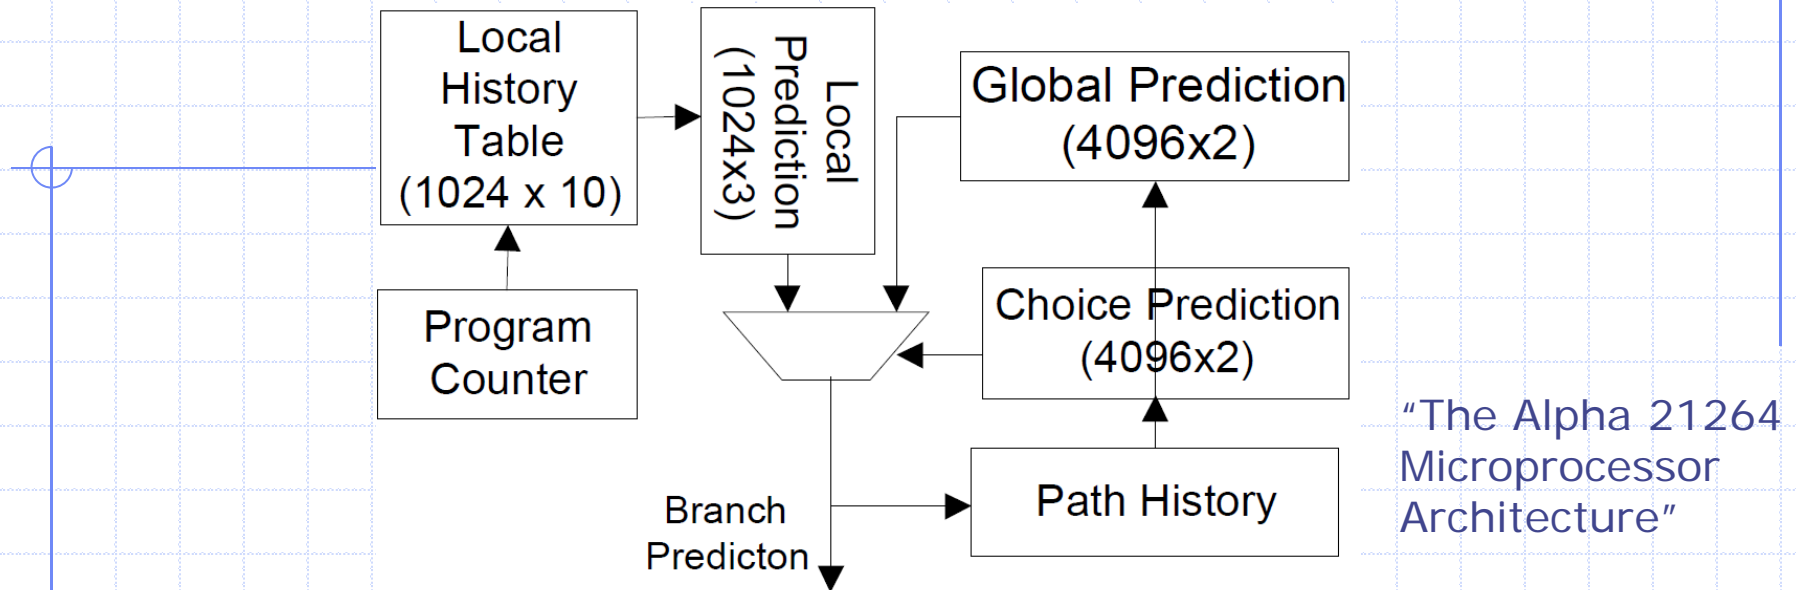 Local
History
Table
(1024 x 10)
Local
Prediction
(1024x3)
Global Prediction
(4096x2)
Program
Counter
Choice Prediction
(4096x2)
Path History
Branch
Predicton
“The Alpha 21264
Microprocessor
Architecture”